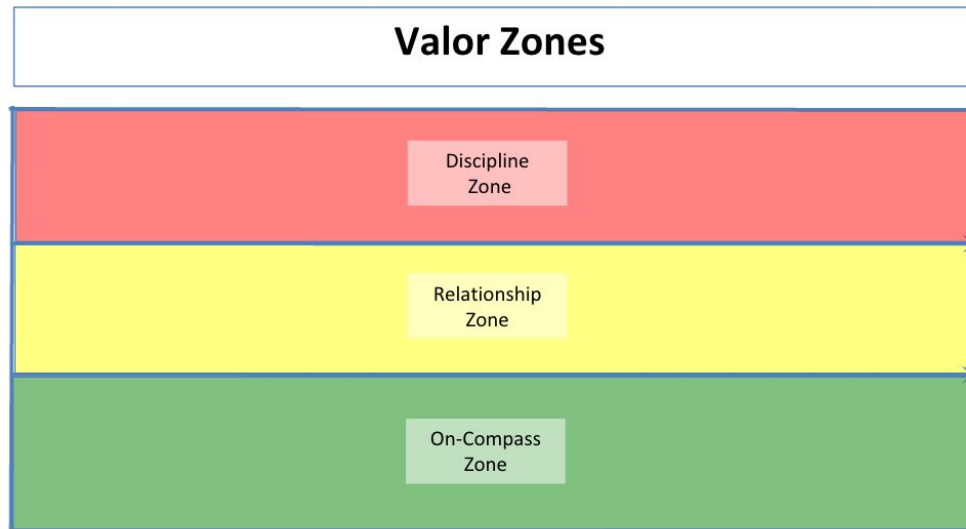 Valor Zones
Discipline
Zone
Relationship
Zone
On-Compass
Zone